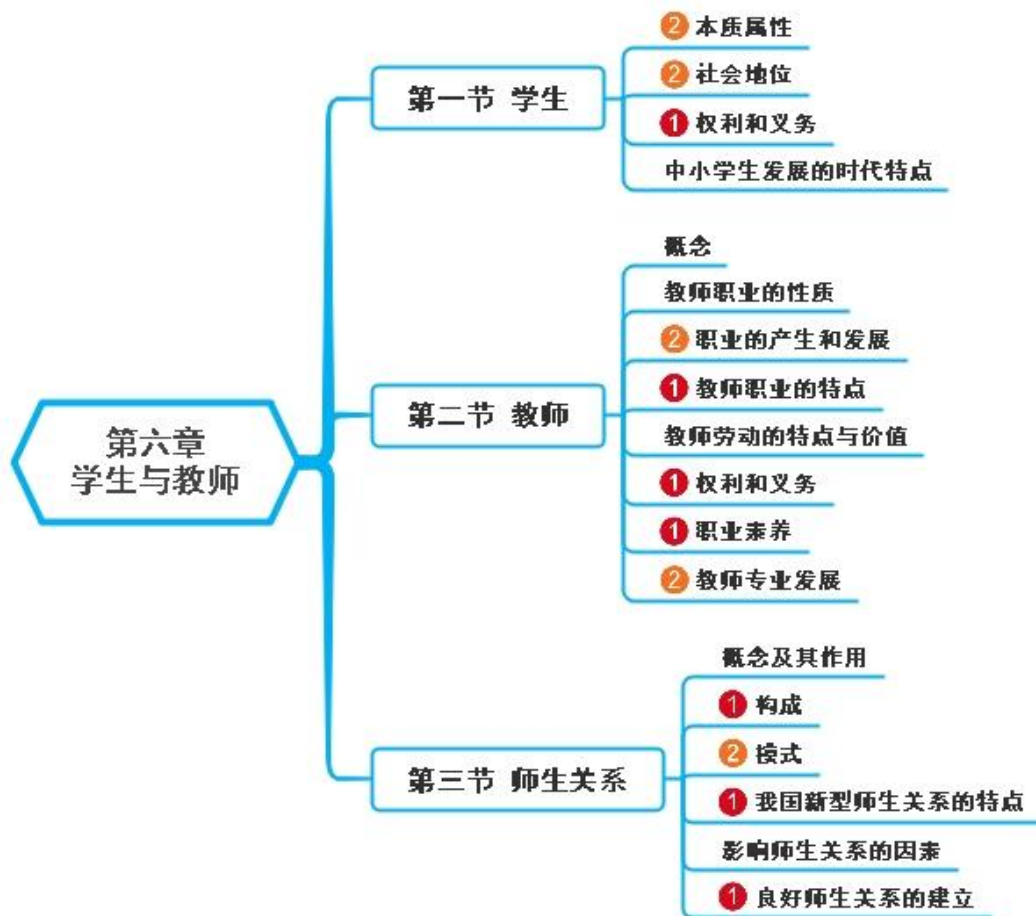 第六章
学生与教师
第一节 学生
2 本质属性
2 社会地位
1 权利和义务
中小学生发展的时代特点
第二节 教师
概念
教师职业的性质
2 职业的产生和发展
1 教师职业的特点
教师劳动的特点与价值
1 权利和义务
1 职业素养
2 教师专业发展
第三节 师生关系
概念及其作用
1 构成
2 模式
1 我国新型师生关系的特点
影响师生关系的因素
1 良好师生关系的建立